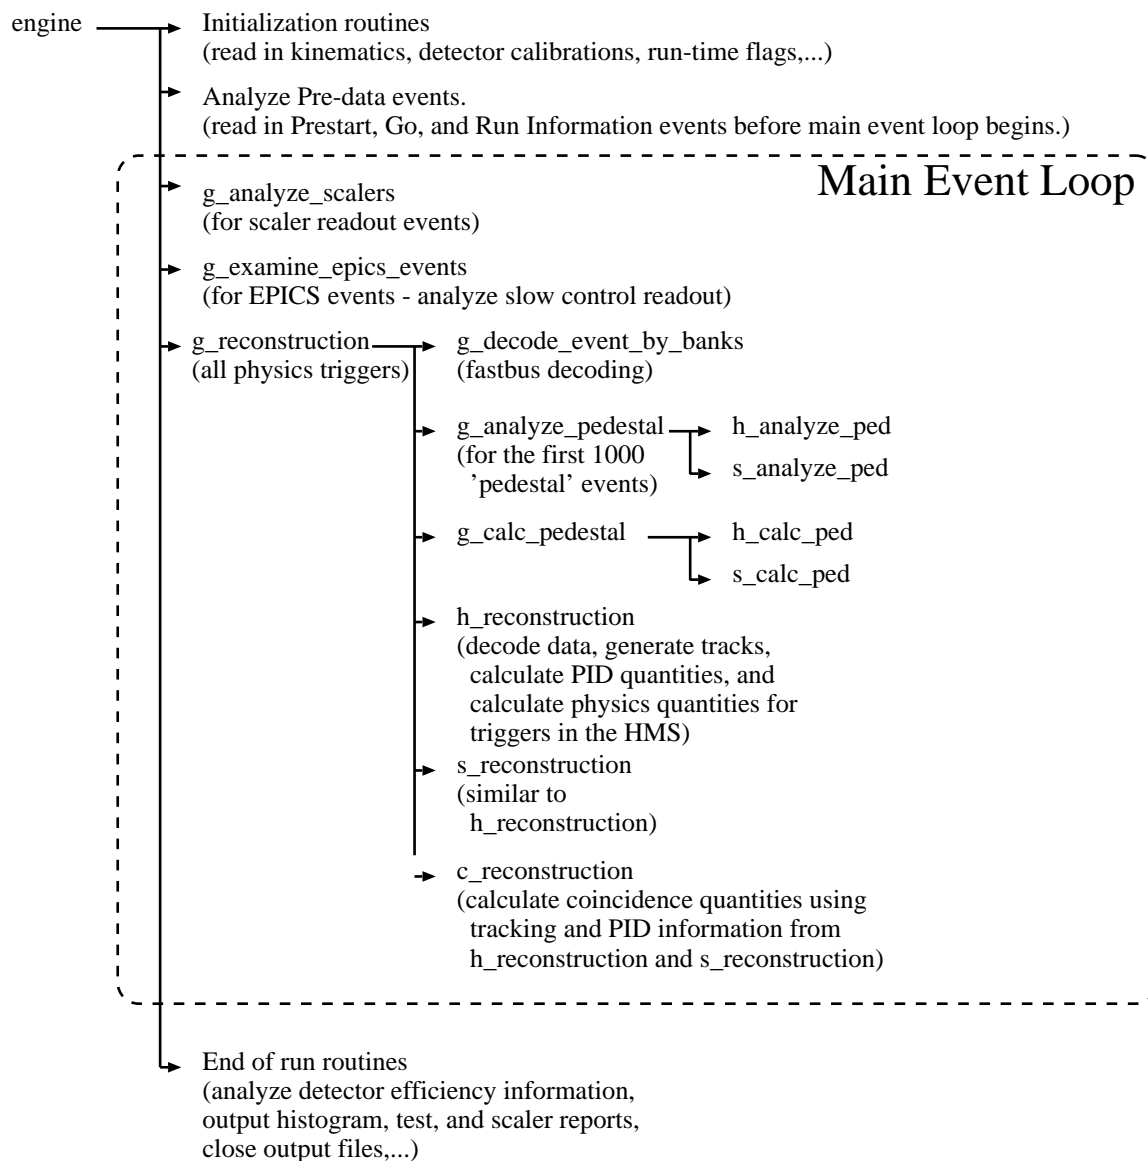 engine
Initialization routines
(read in kinematics, detector calibrations, run-time flags,...)
Analyze Pre-data events.
(read in Prestart, Go, and Run Information events before main event loop begins.)
Main Event Loop
g_analyze_scalers
(for scaler readout events)
g_examine_epics_events
(for EPICS events - analyze slow control readout)
g_reconstruction
(all physics triggers)
g_decode_event_by_banks
(fastbus decoding)
g_analyze_pedestal
(for the first 1000
'pedestal' events)
h_analyze_ped
s_analyze_ped
g_calc_pedestal
h_calc_ped
s_calc_ped
h_reconstruction
(decode data, generate tracks,
calculate PID quantities, and
calculate physics quantities for
triggers in the HMS)
s_reconstruction
(similar to
h_reconstruction)
c_reconstruction
(calculate coincidence quantities using
tracking and PID information from
h_reconstruction and s_reconstruction)
End of run routines
(analyze detector efficiency information,
output histogram, test, and scaler reports,
close output files,...)